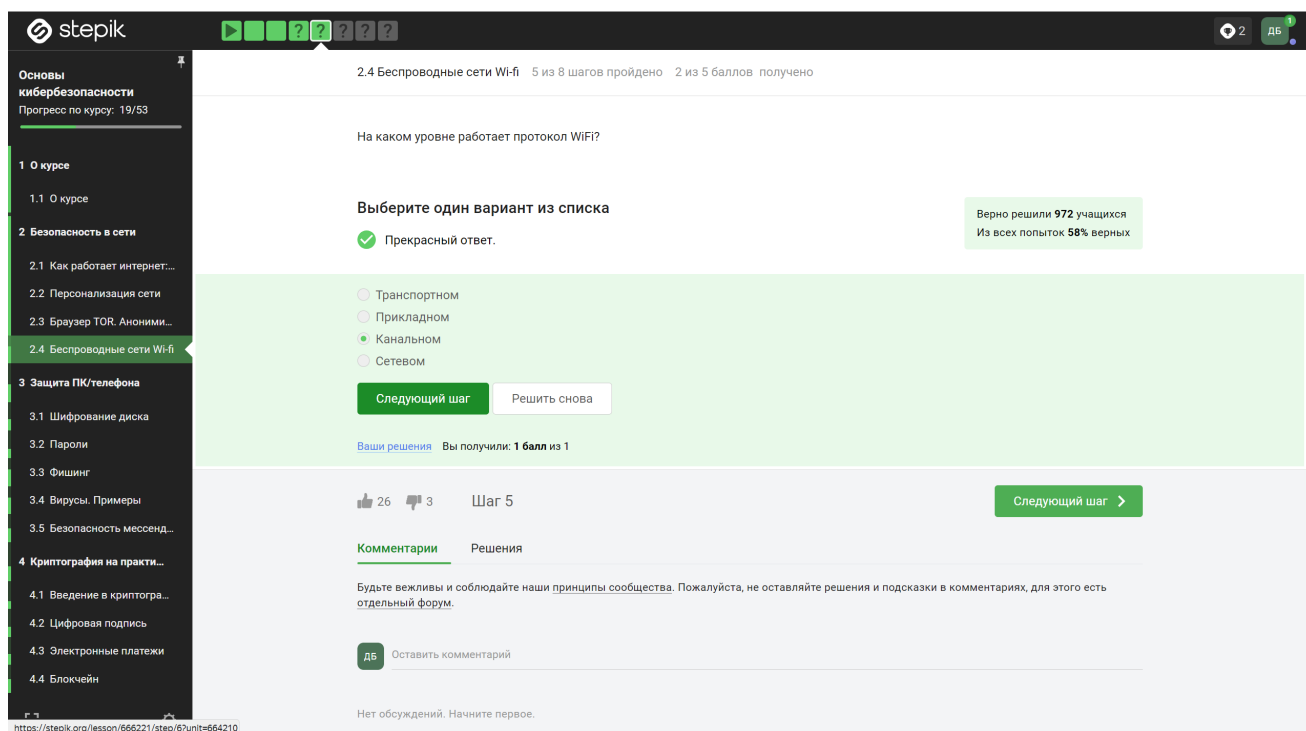 stepik
? ? ? ? ?
2
ДБ
1
Основы
кибербезопасности
Прогресс по курсу: 19/53
1 О курсе
1.1 О курсе
2 Безопасность в сети
2.1 Как работает интернет:...
2.2 Персонализация сети
2.3 Браузер TOR. Аноними...
2.4 Беспроводные сети Wi-fi
3 Защита ПК/телефона
3.1 Шифрование диска
3.2 Пароли
3.3 Фишинг
3.4 Вирусы. Примеры
3.5 Безопасность мессенд...
4 Криптография на практи...
4.1 Введение в криптогра...
4.2 Цифровая подпись
4.3 Электронные платежи
4.4 Блокчейн
https://stepik.org/lesson/666221/step/6?unit=664210
2.4 Беспроводные сети Wi-fi 5 из 8 шагов пройдено 2 из 5 баллов получено
На каком уровне работает протокол WiFi?
Выберите один вариант из списка
Прекрасный ответ.
Верно решили 972 учащихся
Из всех попыток 58% верных
Транспортном
Прикладном
Канальном
Сетевом
Следующий шаг
Решить снова
Ваши решения Вы получили: 1 балл из 1
26 3 Шаг 5
Следующий шаг
Комментарии Решения
Будьте вежливы и соблюдайте наши принципы сообщества. Пожалуйста, не оставляйте решения и подсказки в комментариях, для этого есть
отдельный форум.
ДБ
Оставить комментарий
Нет обсуждений. Начните первое.